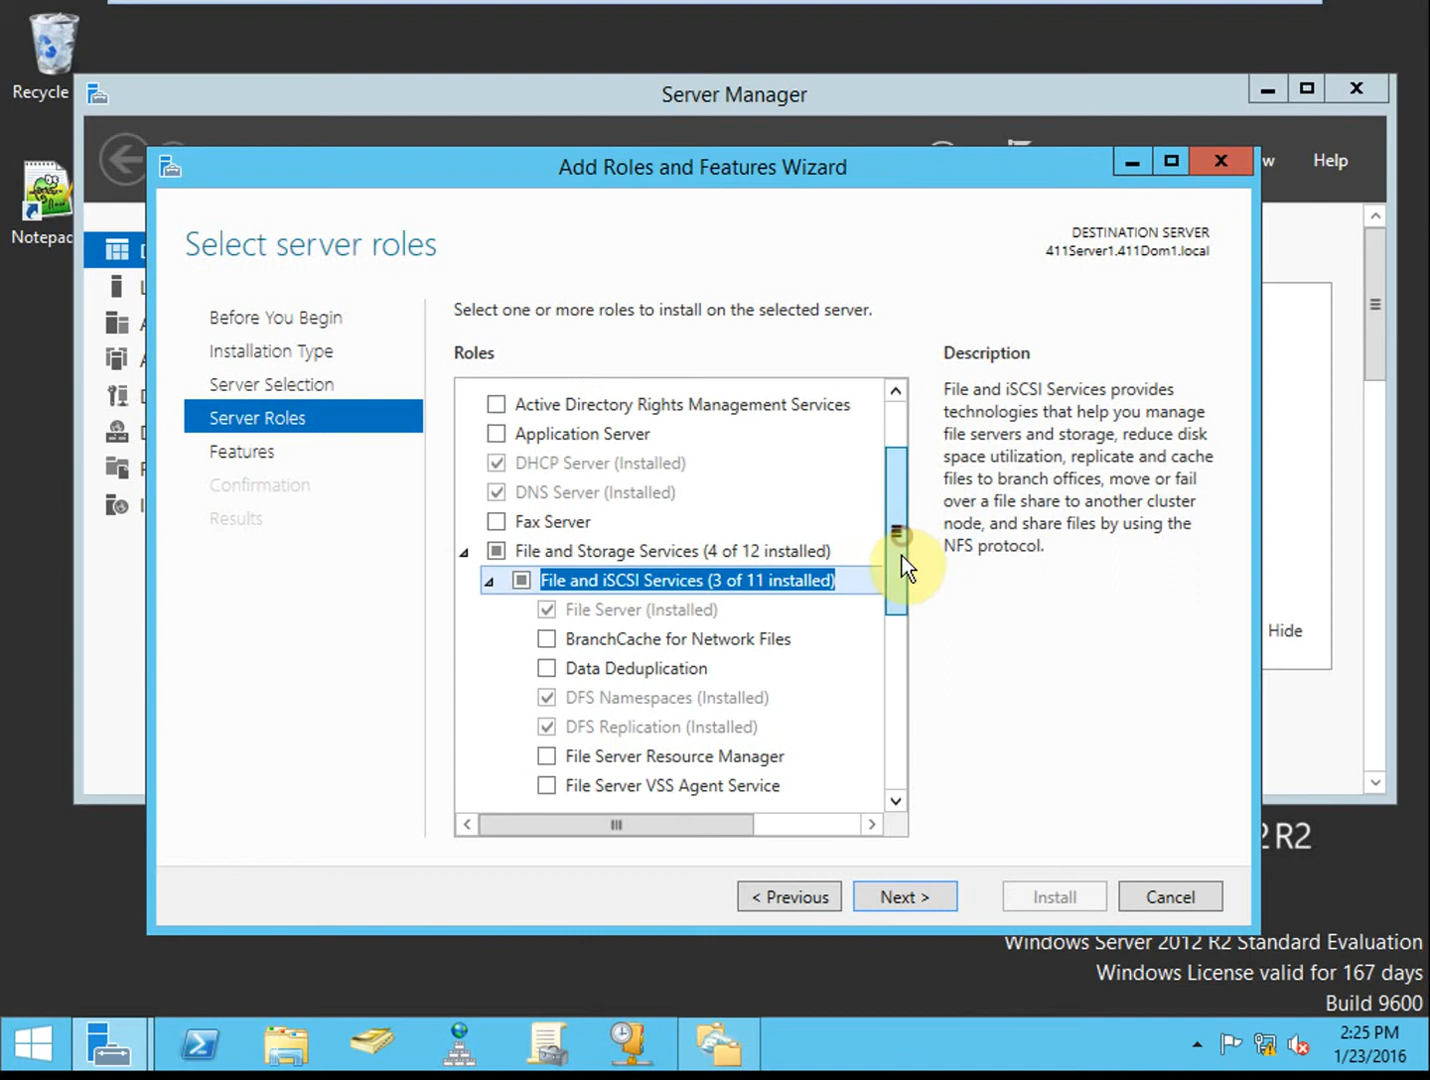 Recycle
Server Manager
Notepad
w
Help
Add Roles and Features Wizard
Select server roles
DESTINATION SERVER
411Server1.411Dom1.local
Before You Begin
Installation Type
Server Selection
Server Roles
Features
Confirmation
Results
Select one or more roles to install on the selected server.
Roles
Active Directory Rights Management Services
Application Server
DHCP Server (Installed)
DNS Server (Installed)
Fax Server
File and Storage Services (4 of 12 installed)
File and iSCSI Services (3 of 11 installed)
File Server (Installed)
BranchCache for Network Files
Data Deduplication
DFS Namespaces (Installed)
DFS Replication (Installed)
File Server Resource Manager
File Server VSS Agent Service
Description
File and iSCSI Services provides
technologies that help you manage
file servers and storage, reduce disk
space utilization, replicate and cache
files to branch offices, move or fail
over a file share to another cluster
node, and share files by using the
NFS protocol.
Hide
< Previous
Next >
Install
Cancel
2 R2
Windows Server 2012 R2 Standard Evaluation
Windows License valid for 167 days
Build 9600
2:25 PM
1/23/2016